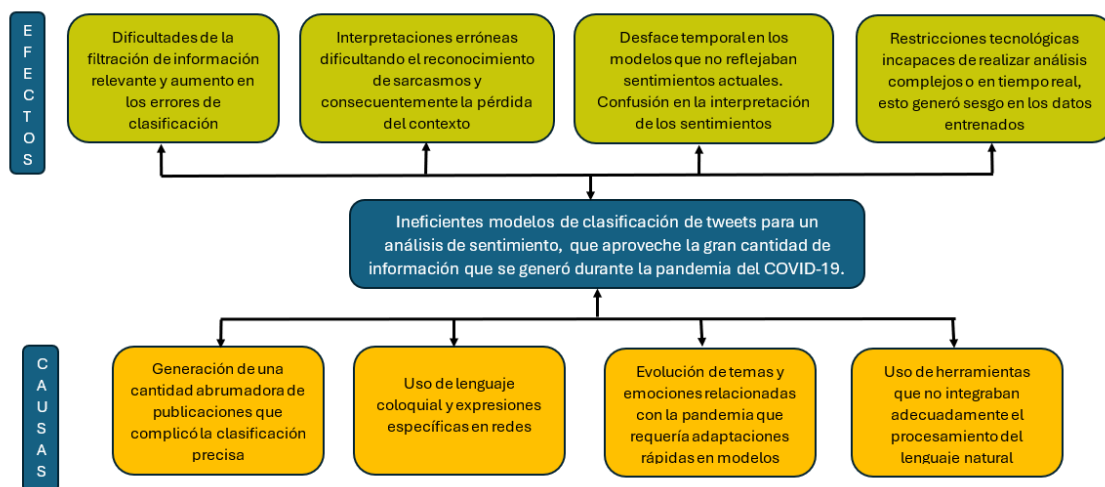 EFECTOS
Dificultades de la
filtración de información
relevante y aumento en
los errores de
clasificación
Interpretaciones erróneas
dificultando el reconocimiento
de sarcasmos y
consecuentemente la pérdida
del contexto
Desface temporal en los
modelos que no reflejaban
sentimientos actuales.
Confusión en la interpretación
de los sentimientos
Restricciones tecnológicas
incapaces de realizar análisis
complejos o en tiempo real,
esto generó sesgo en los datos
entrenados
Ineficientes modelos de clasificación de tweets para un
análisis de sentimiento, que aproveche la gran cantidad de
información que se generó durante la pandemia del COVID-19.
CAUSAS
Generación de una
cantidad abrumadora de
publicaciones que
complicó la clasificación
precisa
Uso de lenguaje
coloquial y expresiones
específicas en redes
Evolución de temas y
emociones relacionadas
con la pandemia que
requería adaptaciones
rápidas en modelos
Uso de herramientas
que no integraban
adecuadamente el
procesamiento del
lenguaje natural